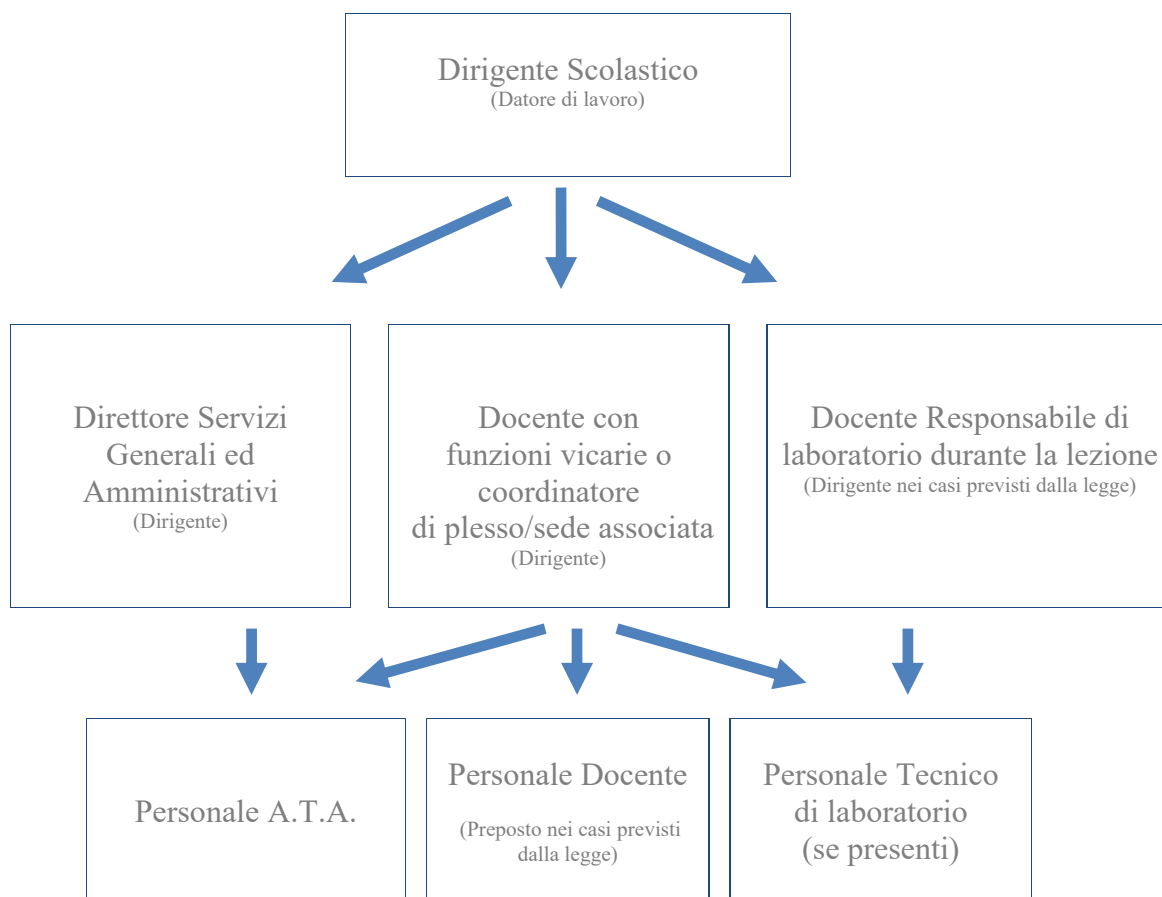 Dirigente Scolastico
(Datore di lavoro)
Direttore Servizi
Generali ed
Amministrativi
(Dirigente)
Docente con
funzioni vicarie o
coordinatore
di plesso/sede associata
(Dirigente)
Docente Responsabile di
laboratorio durante la lezione
(Dirigente nei casi previsti dalla legge)
Personale A.T.A.
Personale Docente
(Preposto nei casi previsti
dalla legge)
Personale Tecnico
di laboratorio
(se presenti)